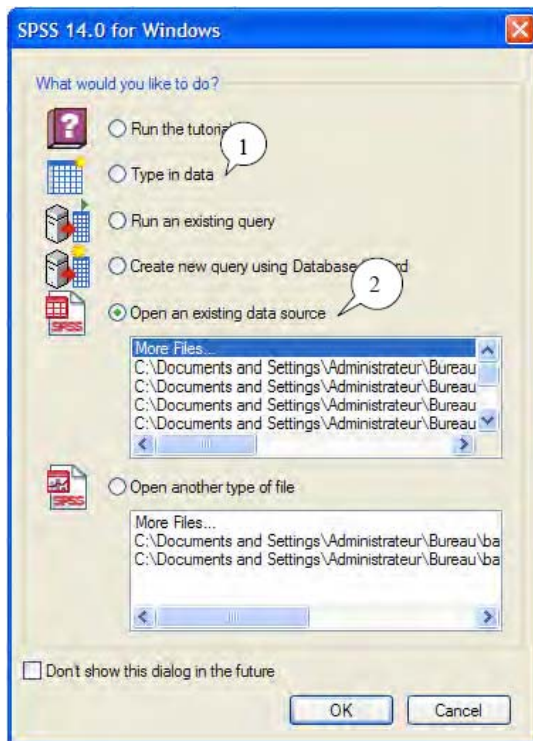 SPSS 14.0 for Windows
What would you like to do?
Run the tutorial
1
Type in data
Run an existing query
Create new query using Database
2
Open an existing data source
SPSS
More Files...
C:\Documents and Settings\Administrateur\Bureau
C:\Documents and Settings\Administrateur\Bureau
C:\Documents and Settings\Administrateur\Bureau
C:\Documents and Settings\Administrateur\Bureau
Open another type of file
SPSS
More Files...
C:\Documents and Settings\Administrateur\Bureau\ba
C:\Documents and Settings\Administrateur\Bureau\ba
Don't show this dialog in the future
OK
Cancel